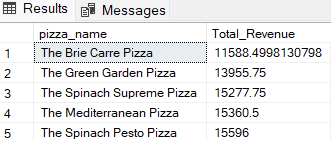 Results Messages
pizza_name Total_Revenue
1 The Brie Carre Pizza 11588.4998130798
2 The Green Garden Pizza 13955.75
3 The Spinach Supreme Pizza 15277.75
4 The Mediterranean Pizza 15360.5
5 The Spinach Pesto Pizza 15596